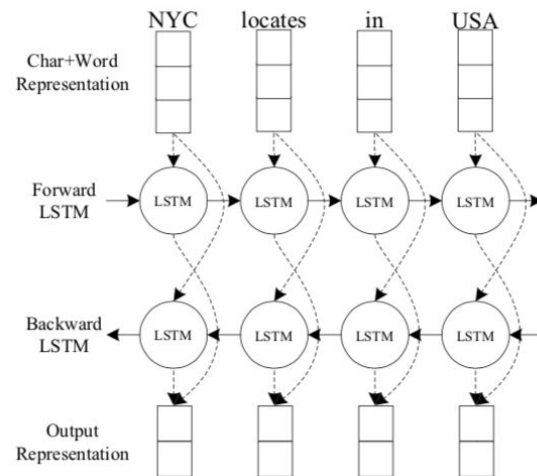 NYC locates in USA
Char+Word
Representation
Forward
LSTM
LSTM LSTM LSTM LSTM
Backward
LSTM
LSTM LSTM LSTM LSTM
Output
Representation